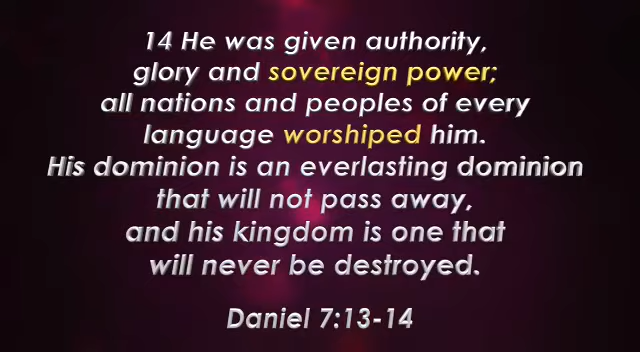 14 He was given authority,
glory and sovereign power;
all nations and peoples of every
language worshiped him.
His dominion is an everlasting dominion
that will not pass away,
and his kingdom is one that
will never be destroyed.
Daniel 7:13-14